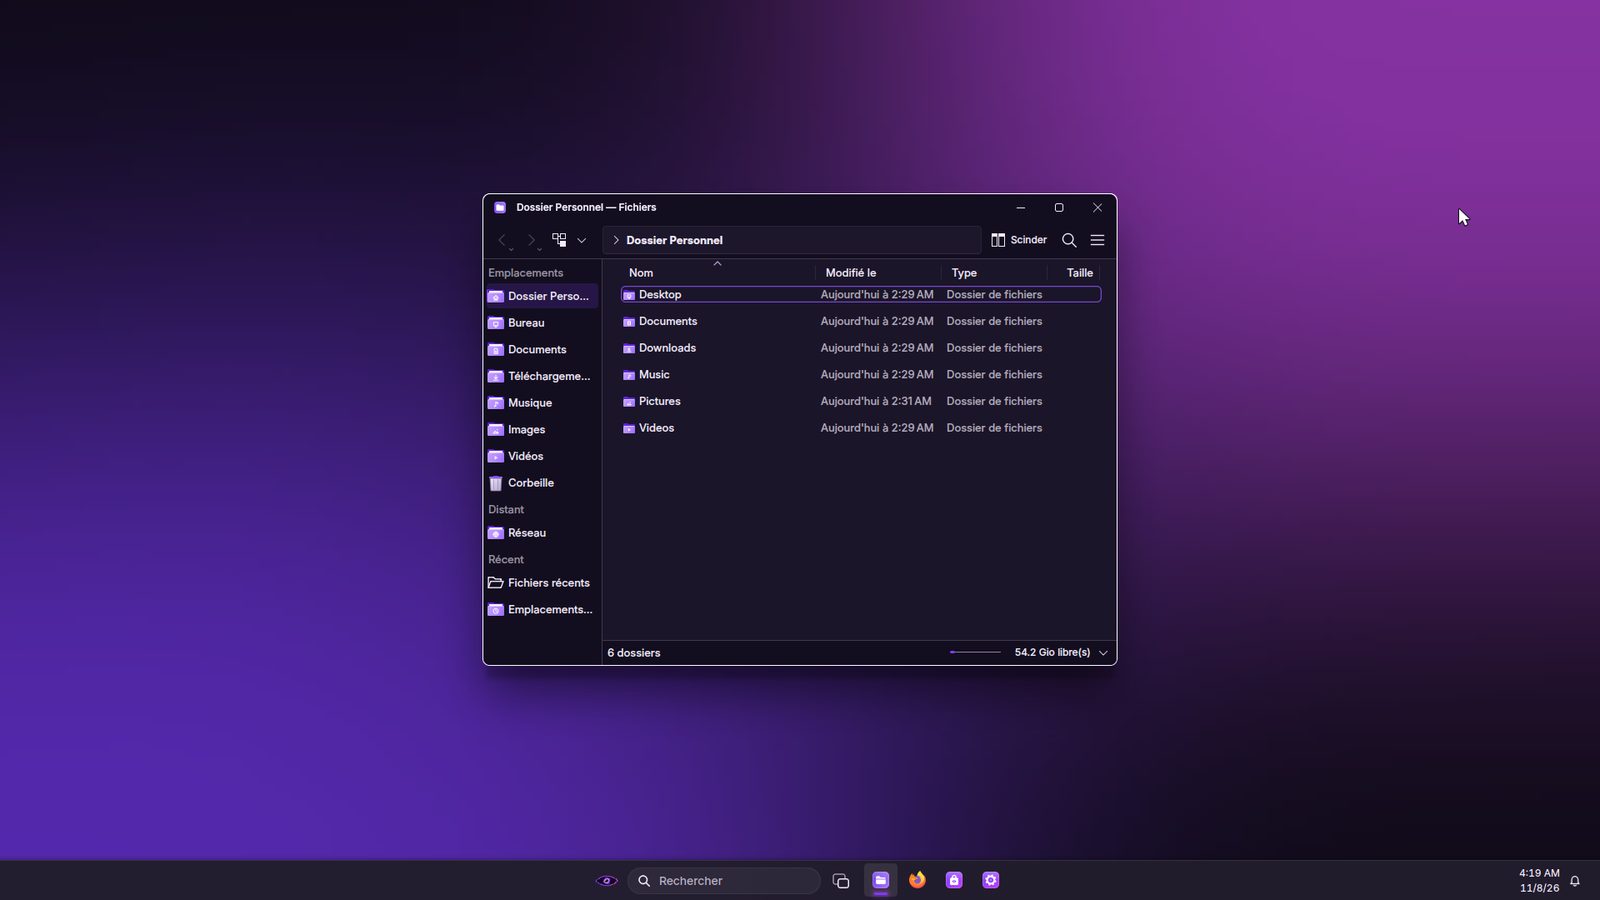 Dossier Personnel — Fichiers
Dossier Personnel
Scinder
Emplacements
Dossier Perso...
Bureau
Documents
Téléchargeme...
Musique
Images
Vidéos
Corbeille
Distant
Réseau
Récent
Fichiers récents
Emplacements...
Nom Modifié le Type Taille
Desktop Aujourd'hui à 2:29 AM Dossier de fichiers
Documents Aujourd'hui à 2:29 AM Dossier de fichiers
Downloads Aujourd'hui à 2:29 AM Dossier de fichiers
Music Aujourd'hui à 2:29 AM Dossier de fichiers
Pictures Aujourd'hui à 2:31 AM Dossier de fichiers
Videos Aujourd'hui à 2:29 AM Dossier de fichiers
6 dossiers
54.2 Gio libre(s)
Rechercher
4:19 AM
11/8/26